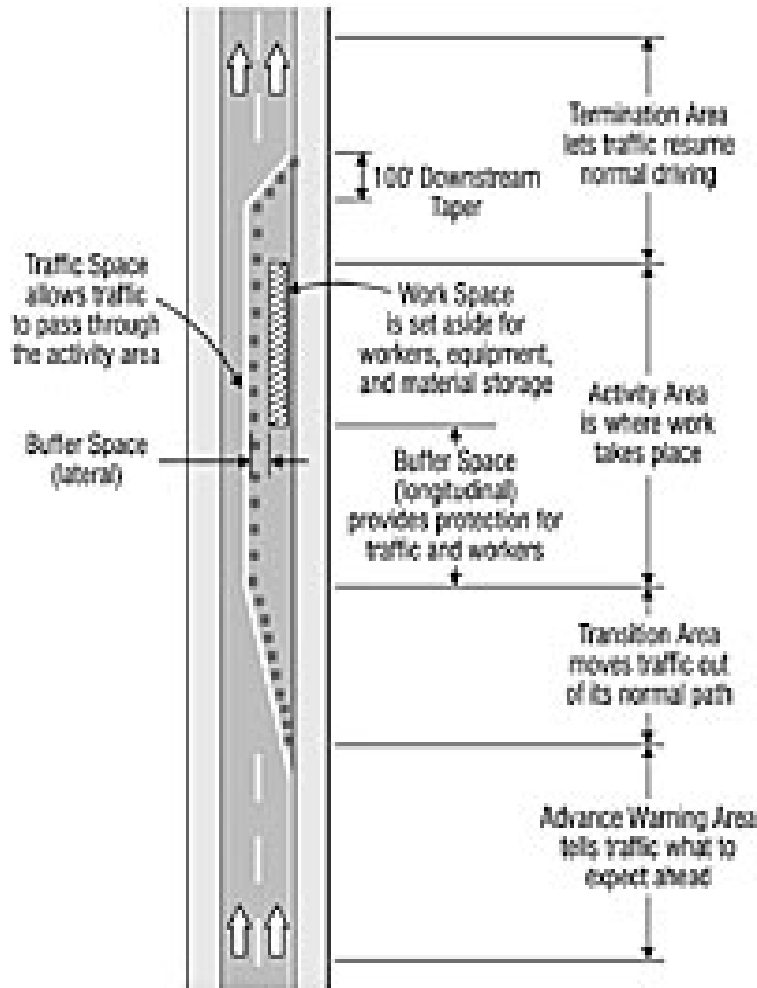 Termination Area
lets traffic resume
normal driving
100' Downstream
Taper
Traffic Space
allows traffic
to pass through
the activity area
Work Space
is set aside for
workers, equipment,
and material storage
Activity Area
is where work
takes place
Buffer Space
(lateral)
Buffer Space
(longitudinal)
provides protection for
traffic and workers
Transition Area
moves traffic out
of its normal path
Advance Warning Area
tells traffic what to
expect ahead